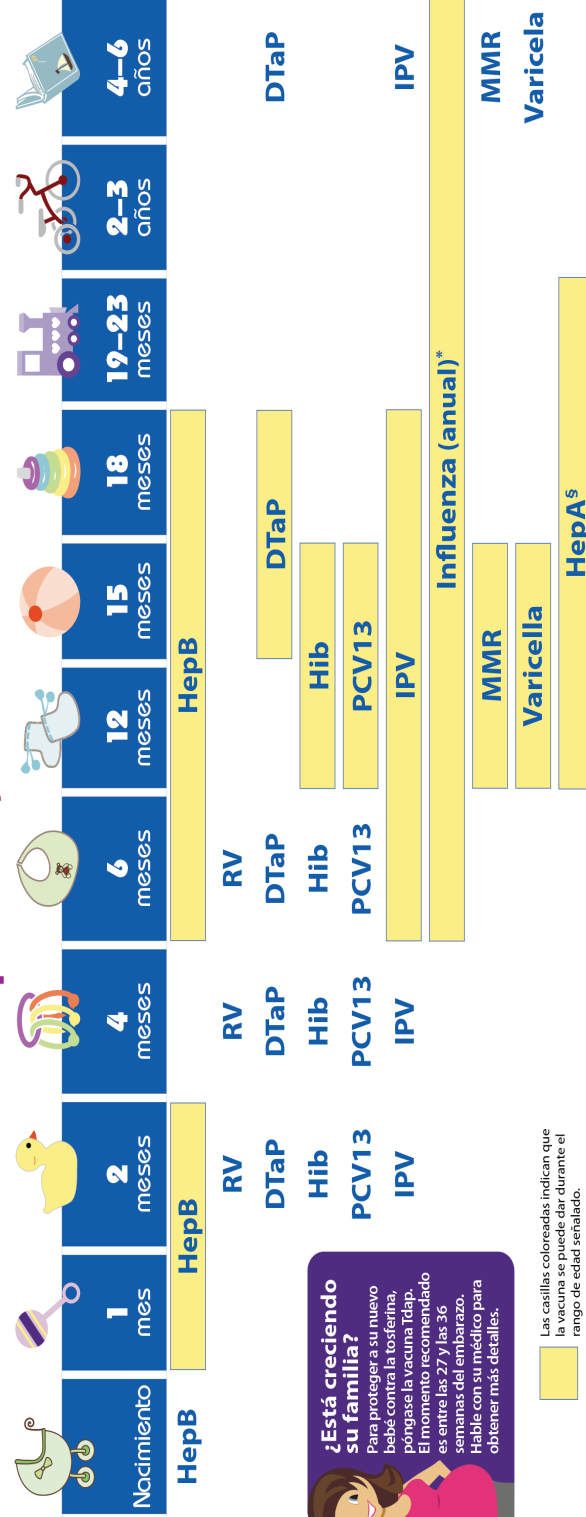 Nacimiento
1
mes
2
meses
4
meses
6
meses
12
meses
15
meses
18
meses
19–23
meses
2–3
años
4–6
años
HepB
HepB
HepB
RV
RV
RV
DTaP
DTaP
DTaP
DTaP
DTaP
Hib
Hib
Hib
Hib
PCV13
PCV13
PCV13
PCV13
IPV
IPV
IPV
IPV
Influenza (anual)*
MMR
MMR
Varicella
Varicela
HepA§
¿Está creciendo
su familia?
Para proteger a su nuevo
bebé contra la tosferina,
póngase la vacuna Tdap.
El momento recomendado
es entre las 27 y las 36
semanas del embarazo.
Hable con su médico para
obtener más detalles.
Las casillas coloreadas indican que
la vacuna se puede dar durante el
rango de edad señalado.